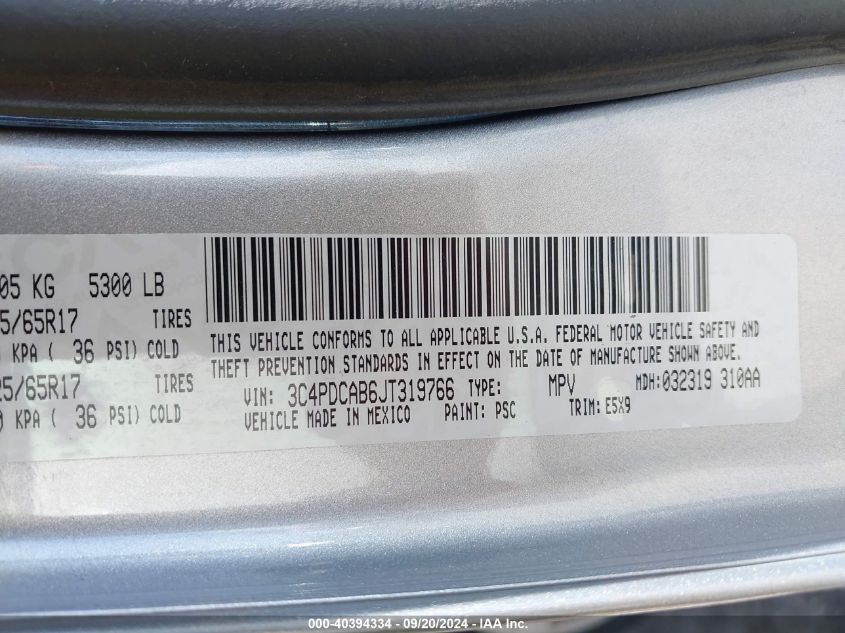 05 KG 5300 LB
5/65R17 TIRES
KPA ( 36 PSI) COLD
25/65R17 TIRES
0 KPA ( 36 PSI) COLD
THIS VEHICLE CONFORMS TO ALL APPLICABLE U.S.A. FEDERAL MOTOR VEHICLE SAFETY AND
THEFT PREVENTION STANDARDS IN EFFECT ON THE DATE OF MANUFACTURE SHOWN ABOVE.
VIN: 3C4PDCAB6JT319766 TYPE: MPV MDH:032319 310AA
VEHICLE MADE IN MEXICO PAINT: PSC TRIM: E5X9
000-40394334 - 09/20/2024 - IAA Inc.